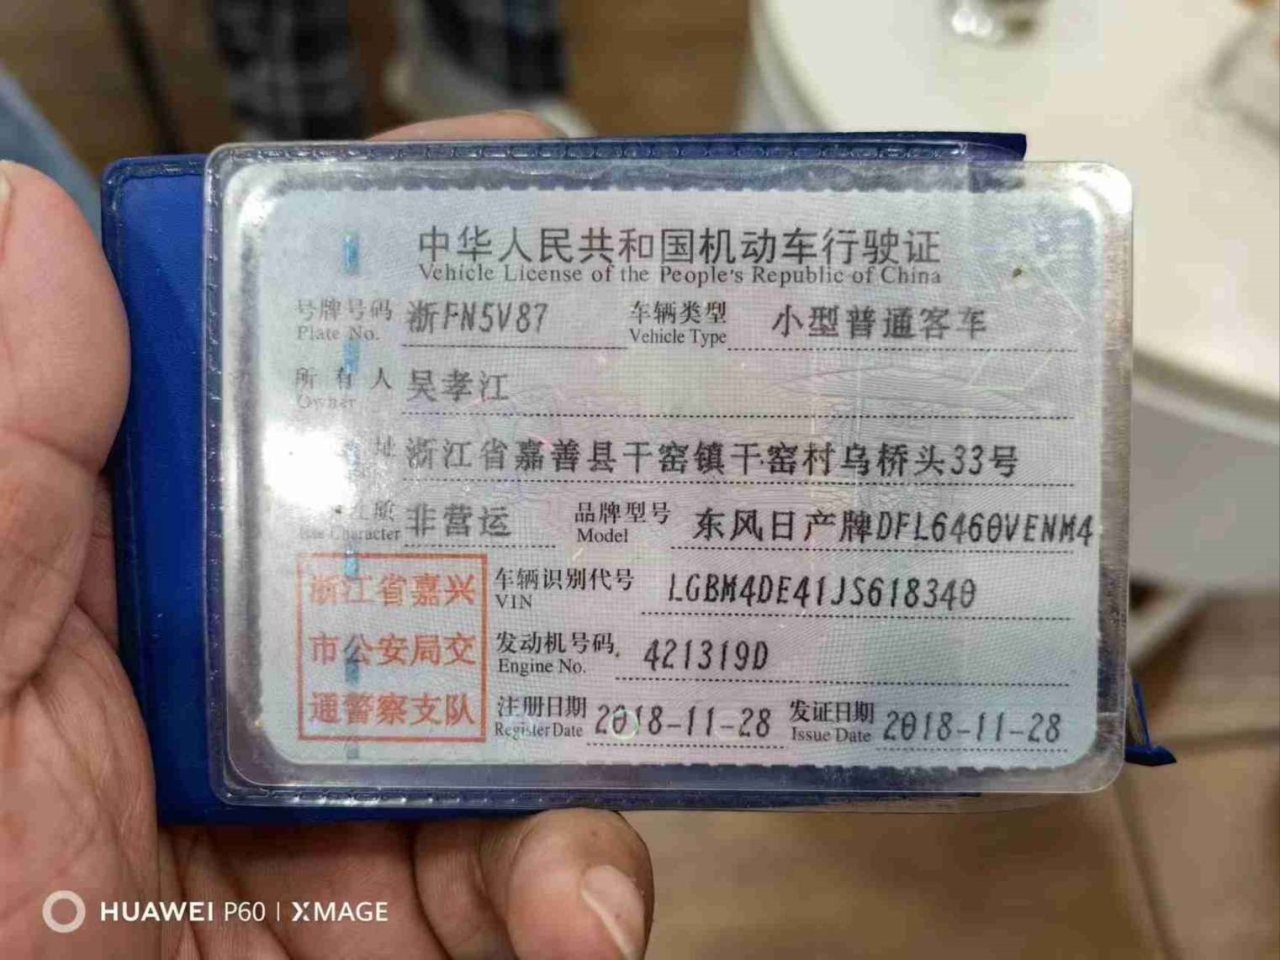 中华人民共和国机动车行驶证
Vehicle License of the People's Republic of China
号牌号码 浙FN5V87 车辆类型 小型普通客车
Plate No. Vehicle Type
所有人 吴孝江
Owner
址 浙江省嘉善县干窑镇干窑村乌桥头33号
性质 非营运 品牌型号 东风日产牌DFL6460VENM4
Character Model
浙江省嘉兴
市公安局交
通警察支队
车辆识别代号 LGBM4DE41JS618340
VIN
发动机号码 421319D
Engine No.
注册日期 2018-11-28 发证日期 2018-11-28
Register Date Issue Date
HUAWEI P60 | XMAGE